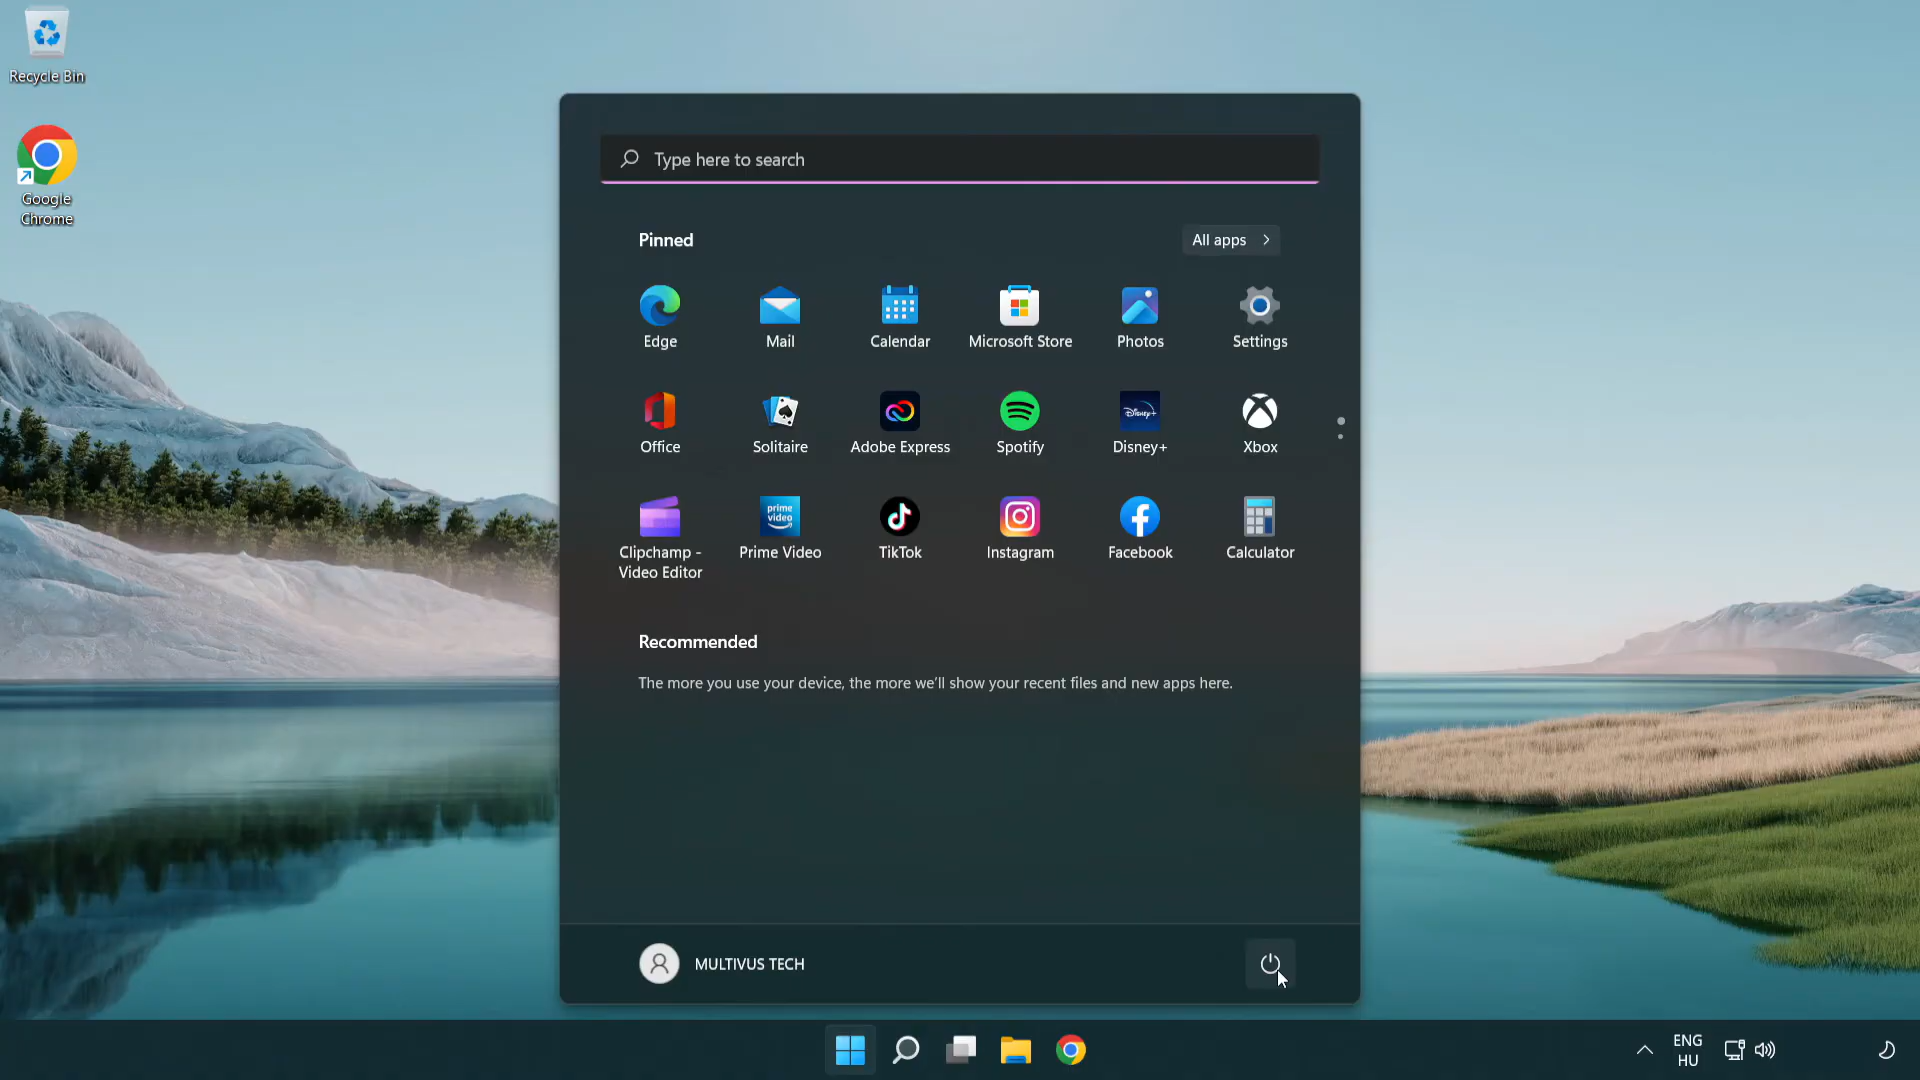 Recycle Bin
Google
Chrome
Type here to search
Pinned
All apps
Edge
Mail
Calendar
Microsoft Store
Photos
Settings
Office
Solitaire
Adobe Express
Spotify
Disney+
Disney+
Xbox
prime
video
Clipchamp -
Video Editor
Prime Video
TikTok
Instagram
Facebook
Calculator
Recommended
The more you use your device, the more we'll show your recent files and new apps here.
MULTIVUS TECH
ENG
HU